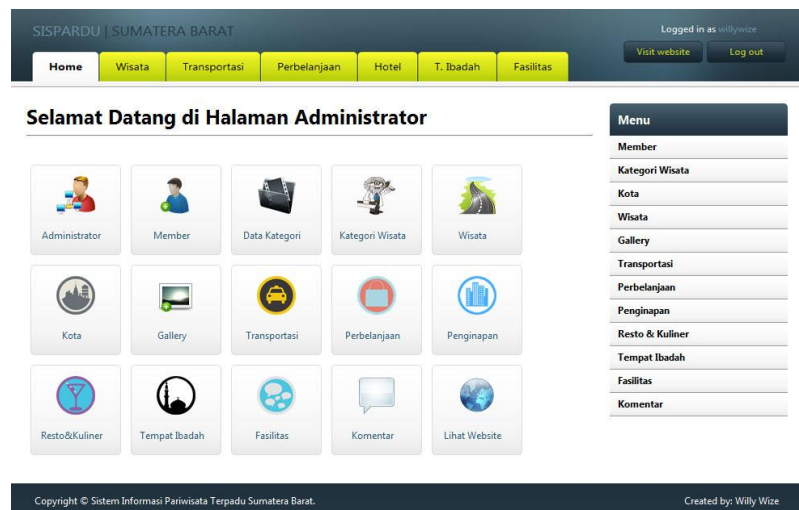 SISPARDU | SUMATERA BARAT
Logged in as willywize
Visit website Log out
Home Wisata Transportasi Perbelanjaan Hotel T. Ibadah Fasilitas
Selamat Datang di Halaman Administrator
Administrator Member Data Kategori Kategori Wisata Wisata
Kota Gallery Transportasi Perbelanjaan Penginapan
Resto&Kuliner Tempat Ibadah Fasilitas Komentar Lihat Website
Menu
Member
Kategori Wisata
Kota
Wisata
Gallery
Transportasi
Perbelanjaan
Penginapan
Resto & Kuliner
Tempat Ibadah
Fasilitas
Komentar
Copyright © Sistem Informasi Pariwisata Terpadu Sumatera Barat. Created by: Willy Wize